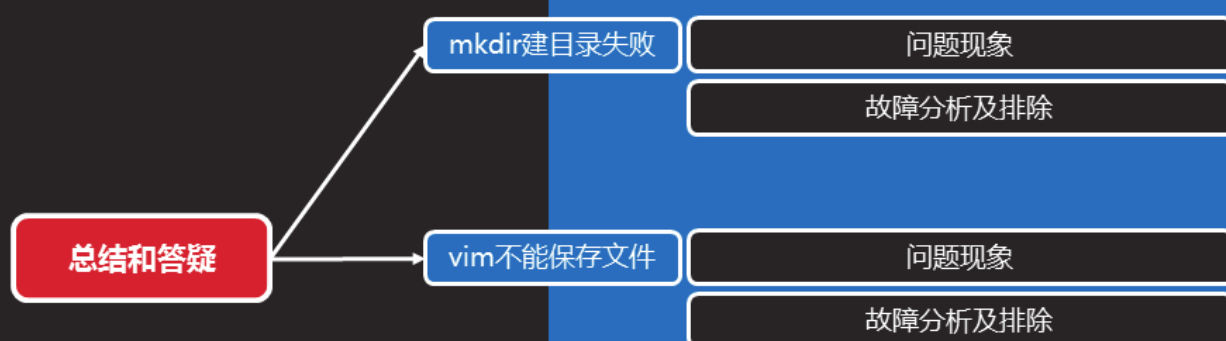 mkdir建目录失败
问题现象
故障分析及排除
总结和答疑
vim不能保存文件
问题现象
故障分析及排除